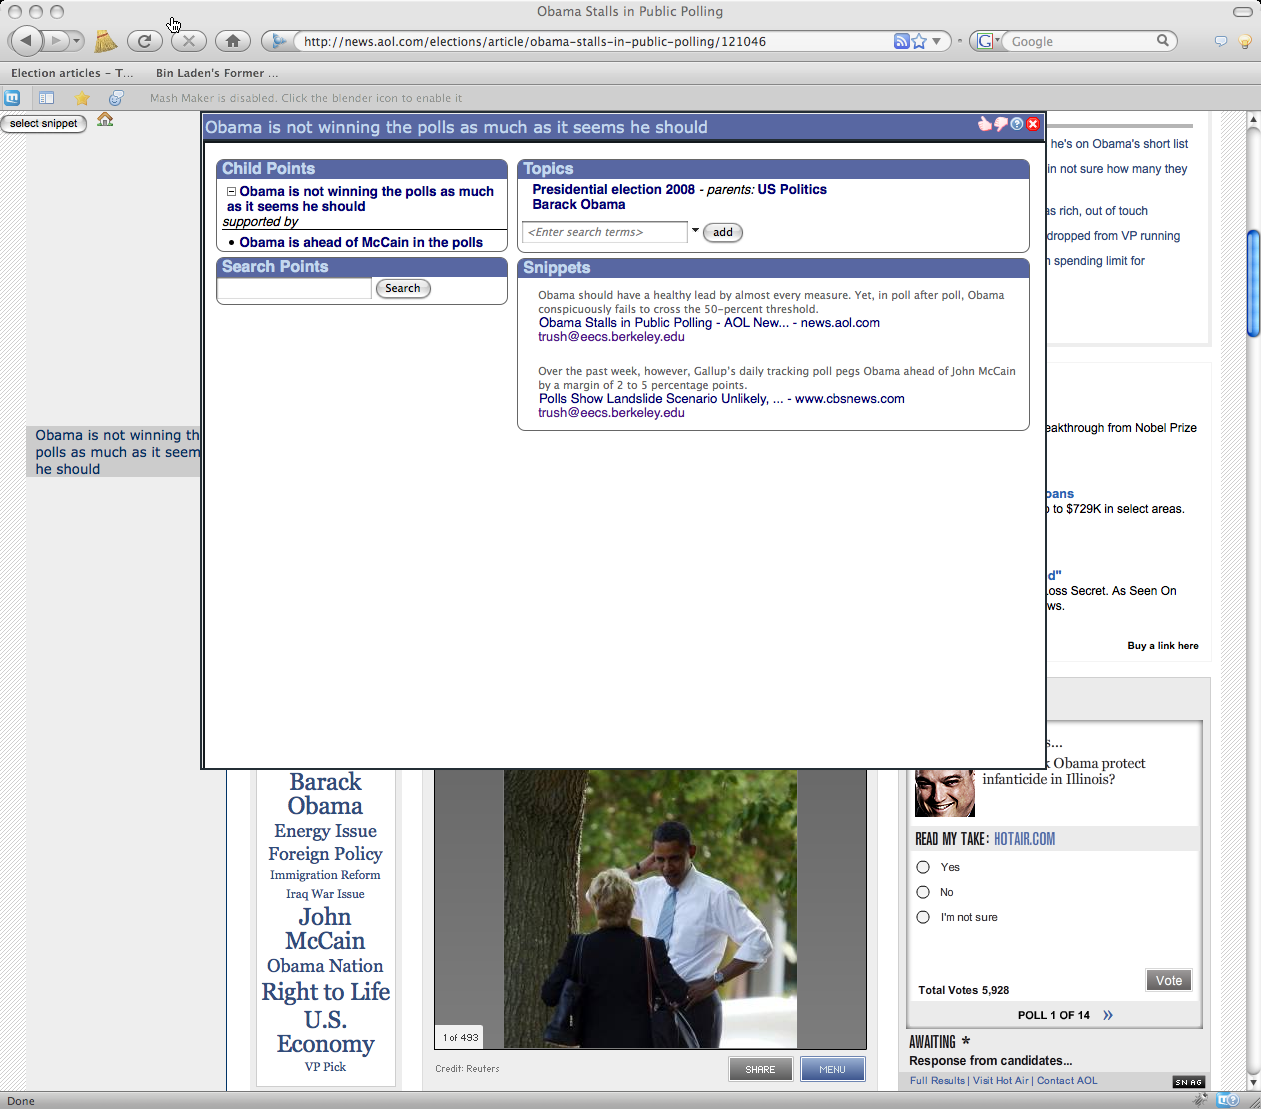 Obama Stalls in Public Polling
http://news.aol.com/elections/article/obama-stalls-in-public-polling/121046
Google
Election articles – T...
Bin Laden's Former ...
Mash Maker is disabled. Click the blender icon to enable it
select snippet
Obama is not winning the polls as much as it seems he should
Child Points
Obama is not winning the polls as much
as it seems he should
supported by
Obama is ahead of McCain in the polls
Search Points
Search
Topics
Presidential election 2008 - parents: US Politics
Barack Obama
<Enter search terms>
add
Snippets
Obama should have a healthy lead by almost every measure. Yet, in poll after poll, Obama
conspicuously fails to cross the 50-percent threshold.
Obama Stalls in Public Polling - AOL New... - news.aol.com
trush@eecs.berkeley.edu
Over the past week, however, Gallup's daily tracking poll pegs Obama ahead of John McCain
by a margin of 2 to 5 percentage points.
Polls Show Landslide Scenario Unlikely, ... - www.cbsnews.com
trush@eecs.berkeley.edu
Obama is not winning th
polls as much as it seem
he should
he's on Obama's short list
in not sure how many they
as rich, out of touch
dropped from VP running
spending limit for
eakthrough from Nobel Prize
oans
to $729K in select areas.
d"
oss Secret. As Seen On
ws.
Buy a link here
Barack
Obama
Energy Issue
Foreign Policy
Immigration Reform
Iraq War Issue
John
McCain
Obama Nation
Right to Life
U.S.
Economy
VP Pick
1 of 493
Credit: Reuters
SHARE
MENU
s...
k Obama protect
infanticide in Illinois?
READ MY TAKE: HOTAIR.COM
Yes
No
I'm not sure
Vote
Total Votes 5,928
POLL 1 OF 14 »
AWAITING *
Response from candidates...
Full Results | Visit Hot Air | Contact AOL
SNAG
Done